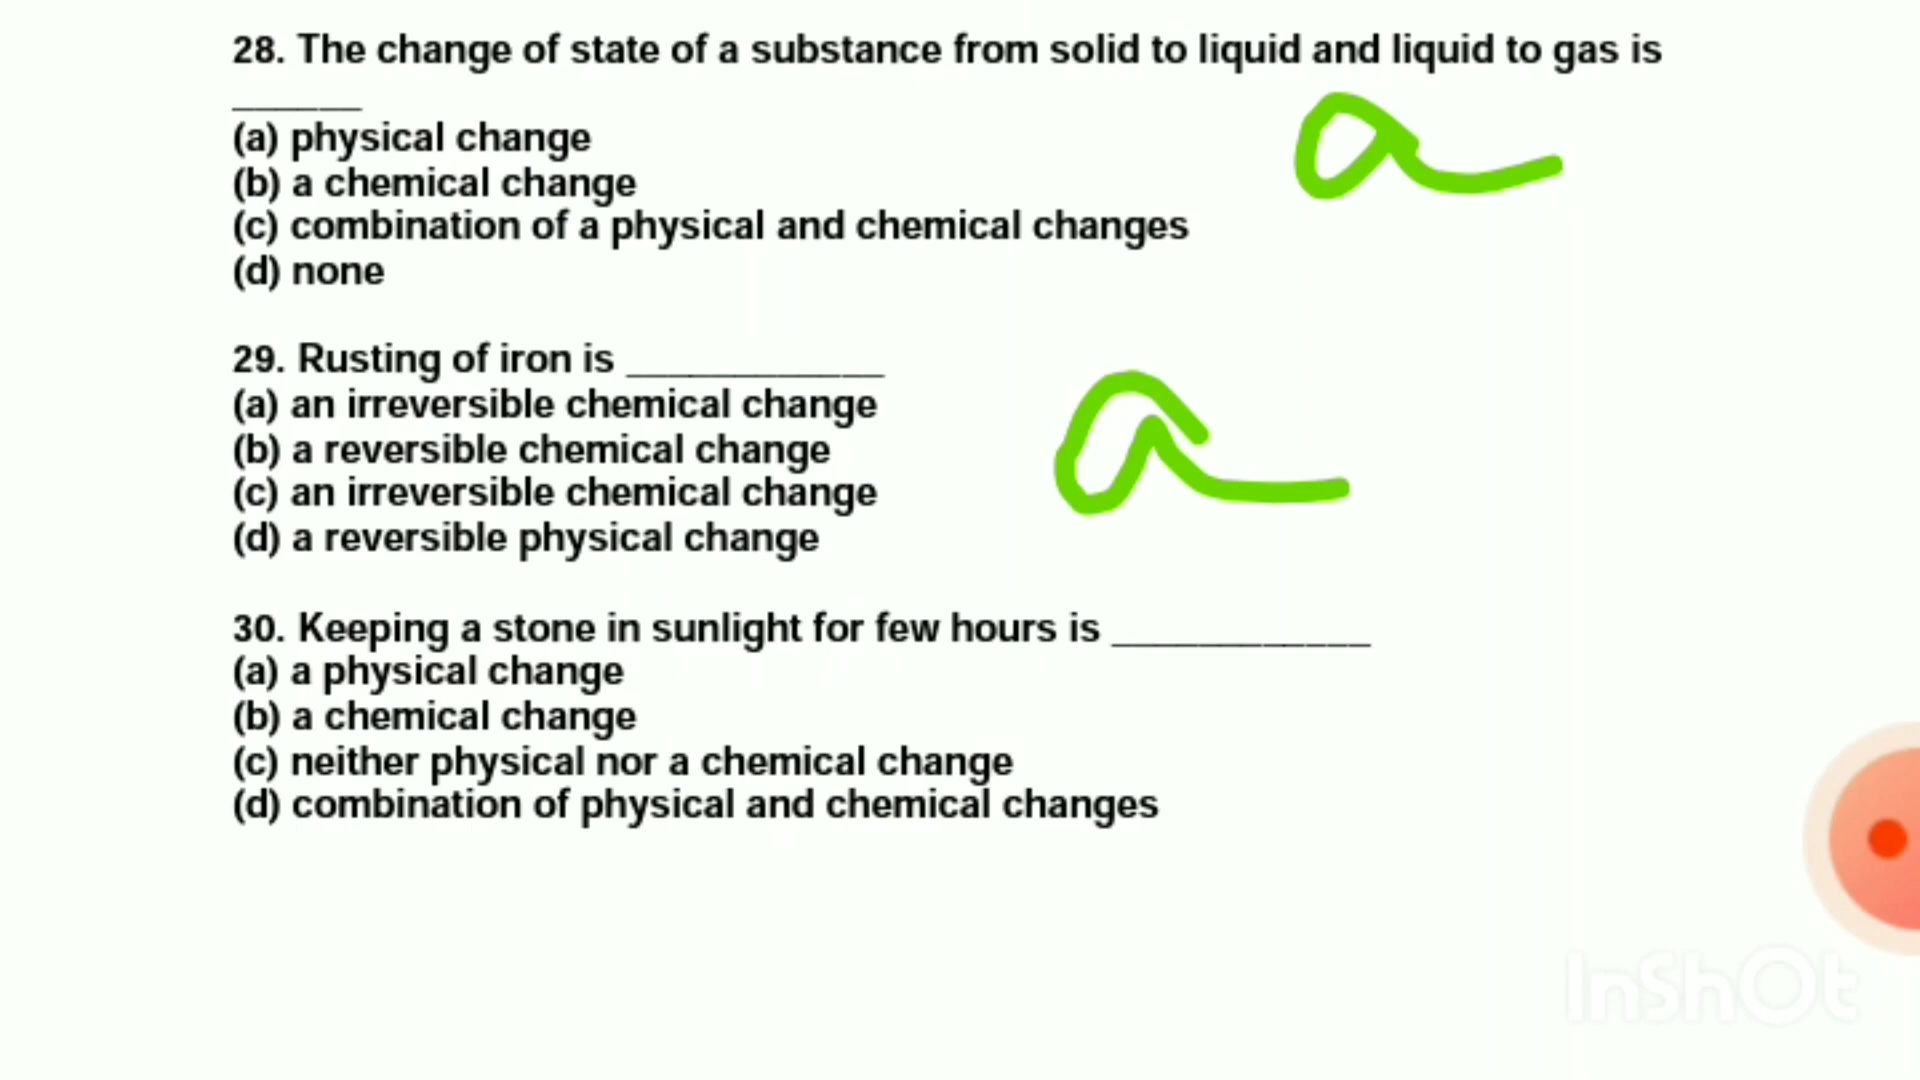 28. The change of state of a substance from solid to liquid and liquid to gas is
______
a
(a) physical change
(b) a chemical change
(c) combination of a physical and chemical changes
(d) none
29. Rusting of iron is ____________
(a) an irreversible chemical change
a
(b) a reversible chemical change
(c) an irreversible chemical change
(d) a reversible physical change
30. Keeping a stone in sunlight for few hours is ____________
(a) a physical change
(b) a chemical change
(c) neither physical nor a chemical change
(d) combination of physical and chemical changes
InShOt